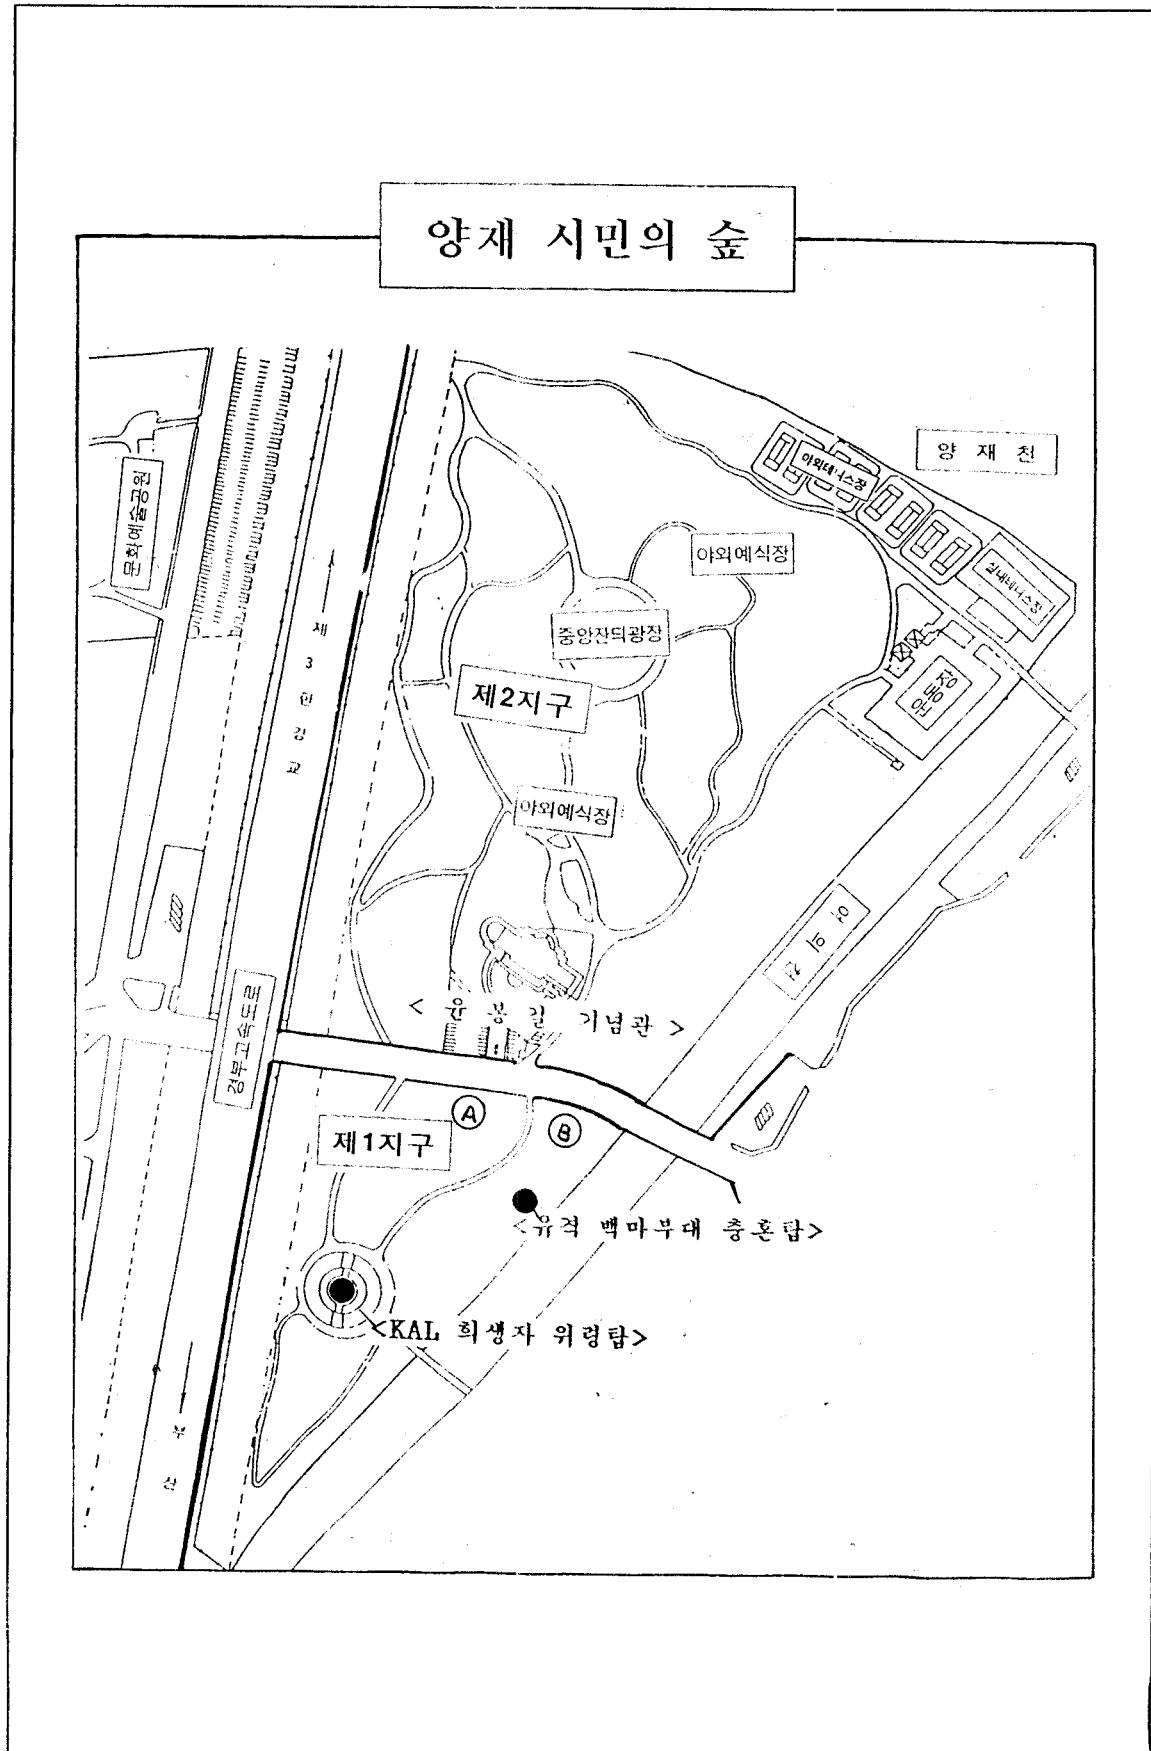 양재 시민의 숲
양 재 천
야외테니스장
실내테니스장
문화예술공원
야외예식장
중앙잔디광장
제2지구
제 3 한 강 교
야외예식장
< 윤 봉 길 기념관 >
경부고속도로
A
B
제1지구
<유격 백마부대 충혼탑>
<KAL 희생자 위령탑>
부 산